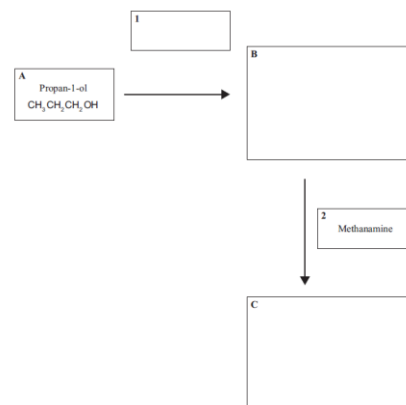 1
B
A
Propan-1-ol
CH₃CH₂CH₂OH
2
Methanamine
C